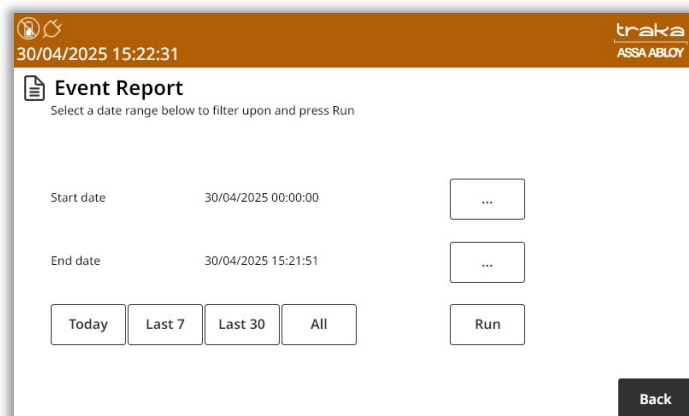 traka
30/04/2025 15:22:31
ASSA ABLOY
Event Report
Select a date range below to filter upon and press Run
Start date 30/04/2025 00:00:00 ...
End date 30/04/2025 15:21:51 ...
Today Last 7 Last 30 All Run
Back